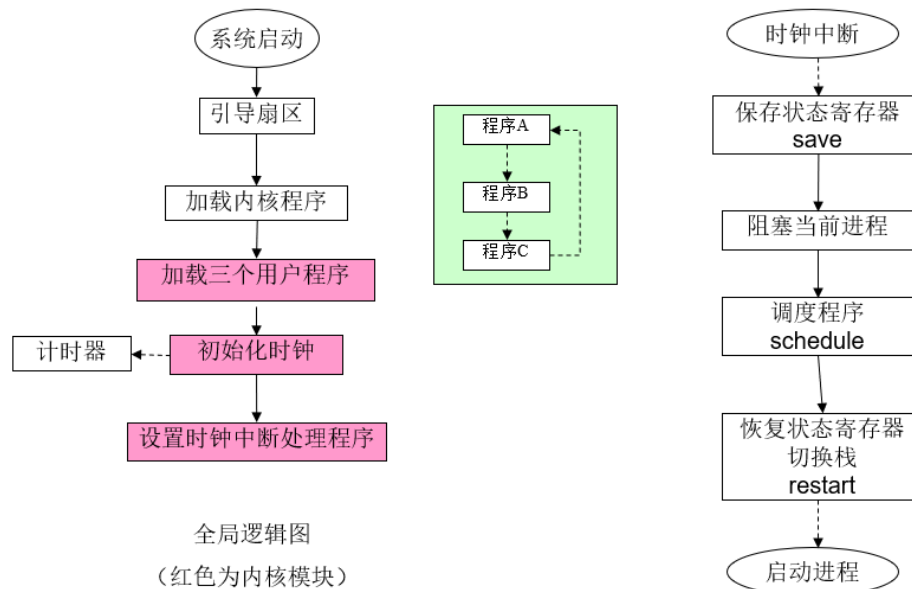 系统启动
引导扇区
加载内核程序
加载三个用户程序
计时器
初始化时钟
设置时钟中断处理程序
全局逻辑图
（红色为内核模块）
程序A
程序B
程序C
时钟中断
保存状态寄存器
save
阻塞当前进程
调度程序
schedule
恢复状态寄存器
切换栈
restart
启动进程